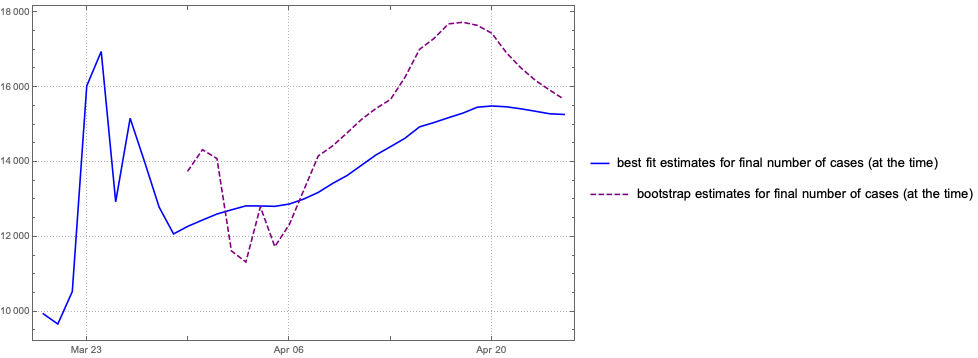 18 000
16 000
14 000
12 000
10 000
Mar 23
Apr 06
Apr 20
best fit estimates for final number of cases (at the time)
bootstrap estimates for final number of cases (at the time)